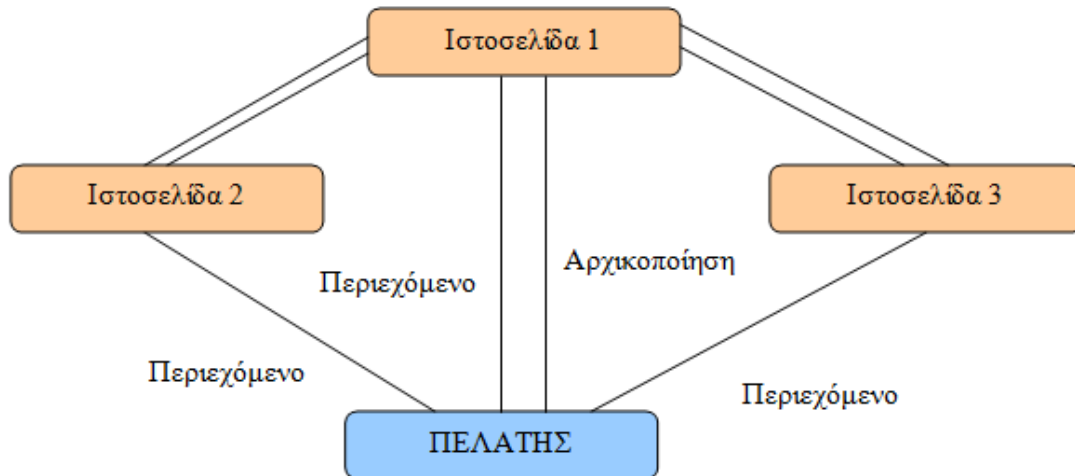 Ιστοσελίδα 1
Ιστοσελίδα 2
Ιστοσελίδα 3
Αρχικοποίηση
Περιεχόμενο
Περιεχόμενο
Περιεχόμενο
ΠΕΛΑΤΗΣ